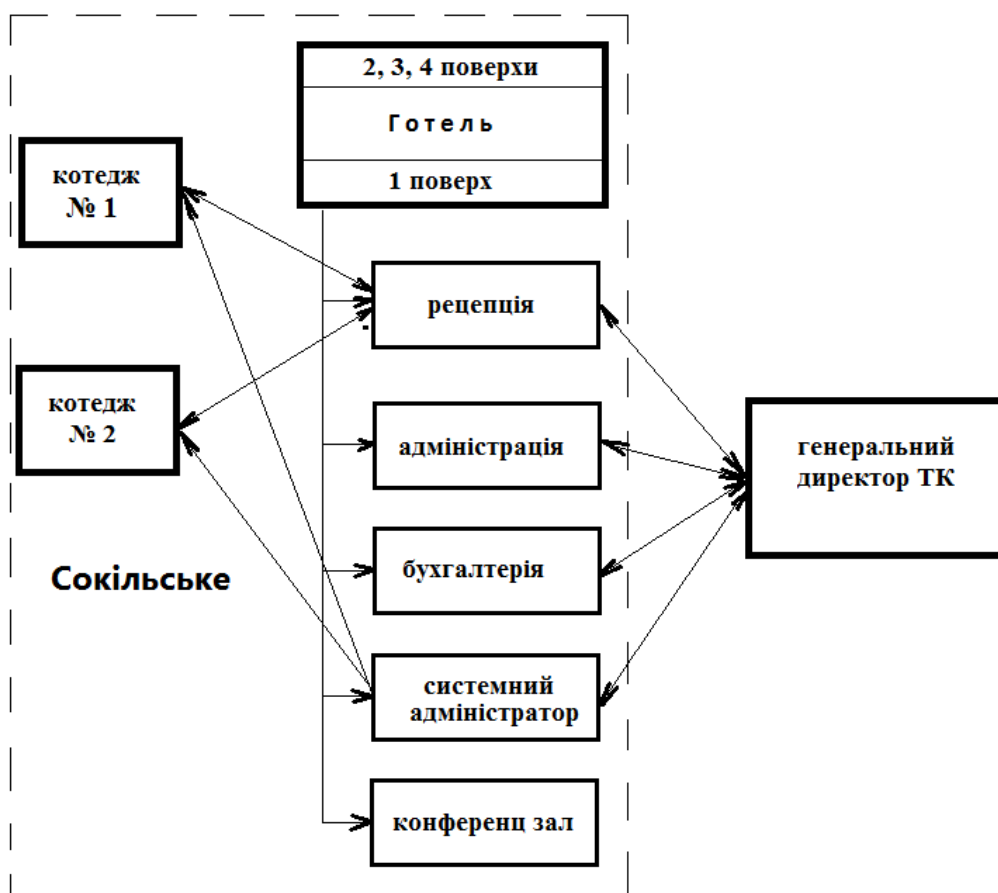 2, 3, 4 поверхи
Готель
1 поверх
котедж
№ 1
рецепція
котедж
№ 2
адміністрація
генеральний
директор ТК
бухгалтерія
Сокільське
системний
адміністратор
конференц зал